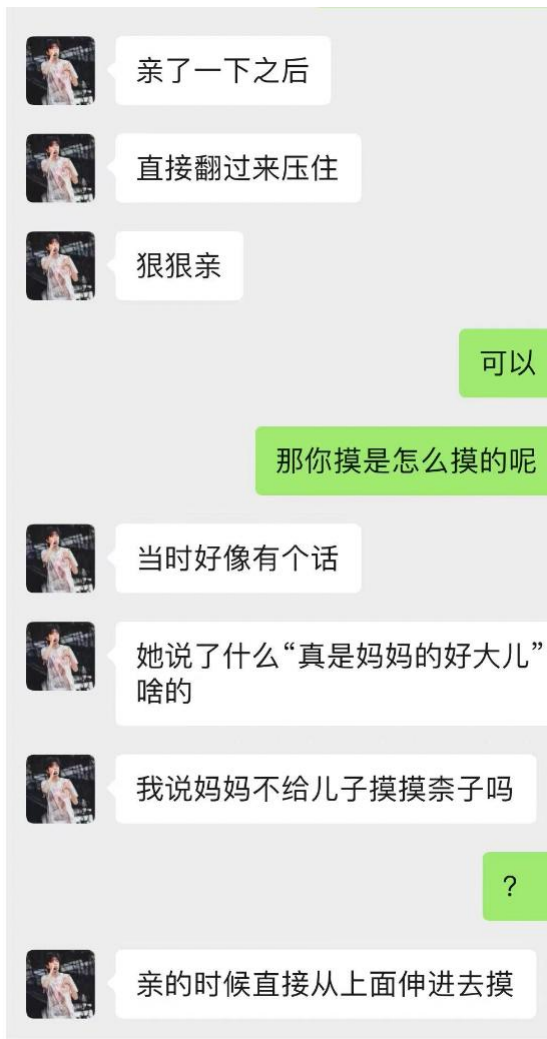 亲了一下之后
直接翻过来压住
狠狠亲
可以
那你摸是怎么摸的呢
当时好像有个话
她说了什么“真是妈妈的好大儿”
啥的
我说妈妈不给儿子摸摸柰子吗
?
亲的时候直接从上面伸进去摸